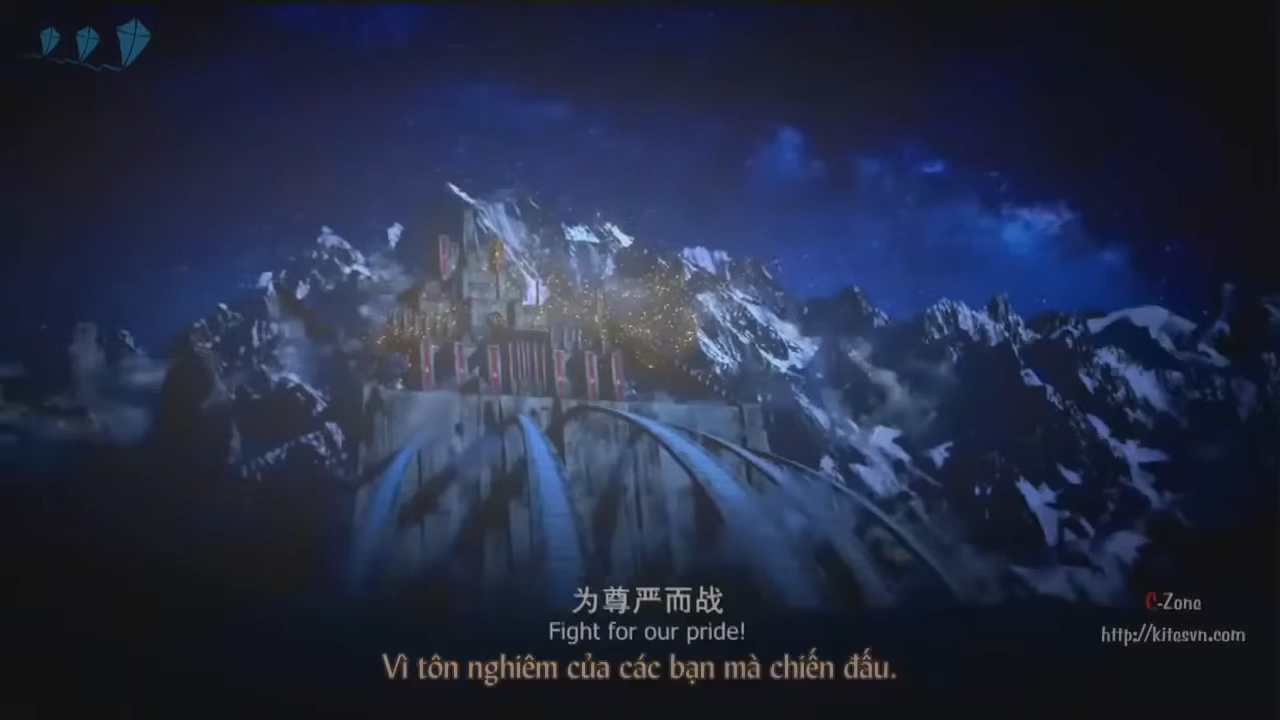 为尊严而战
Fight for our pride!
Vì tôn nghiêm của các bạn mà chiến đấu.
C-Zone
http://kitesvn.com